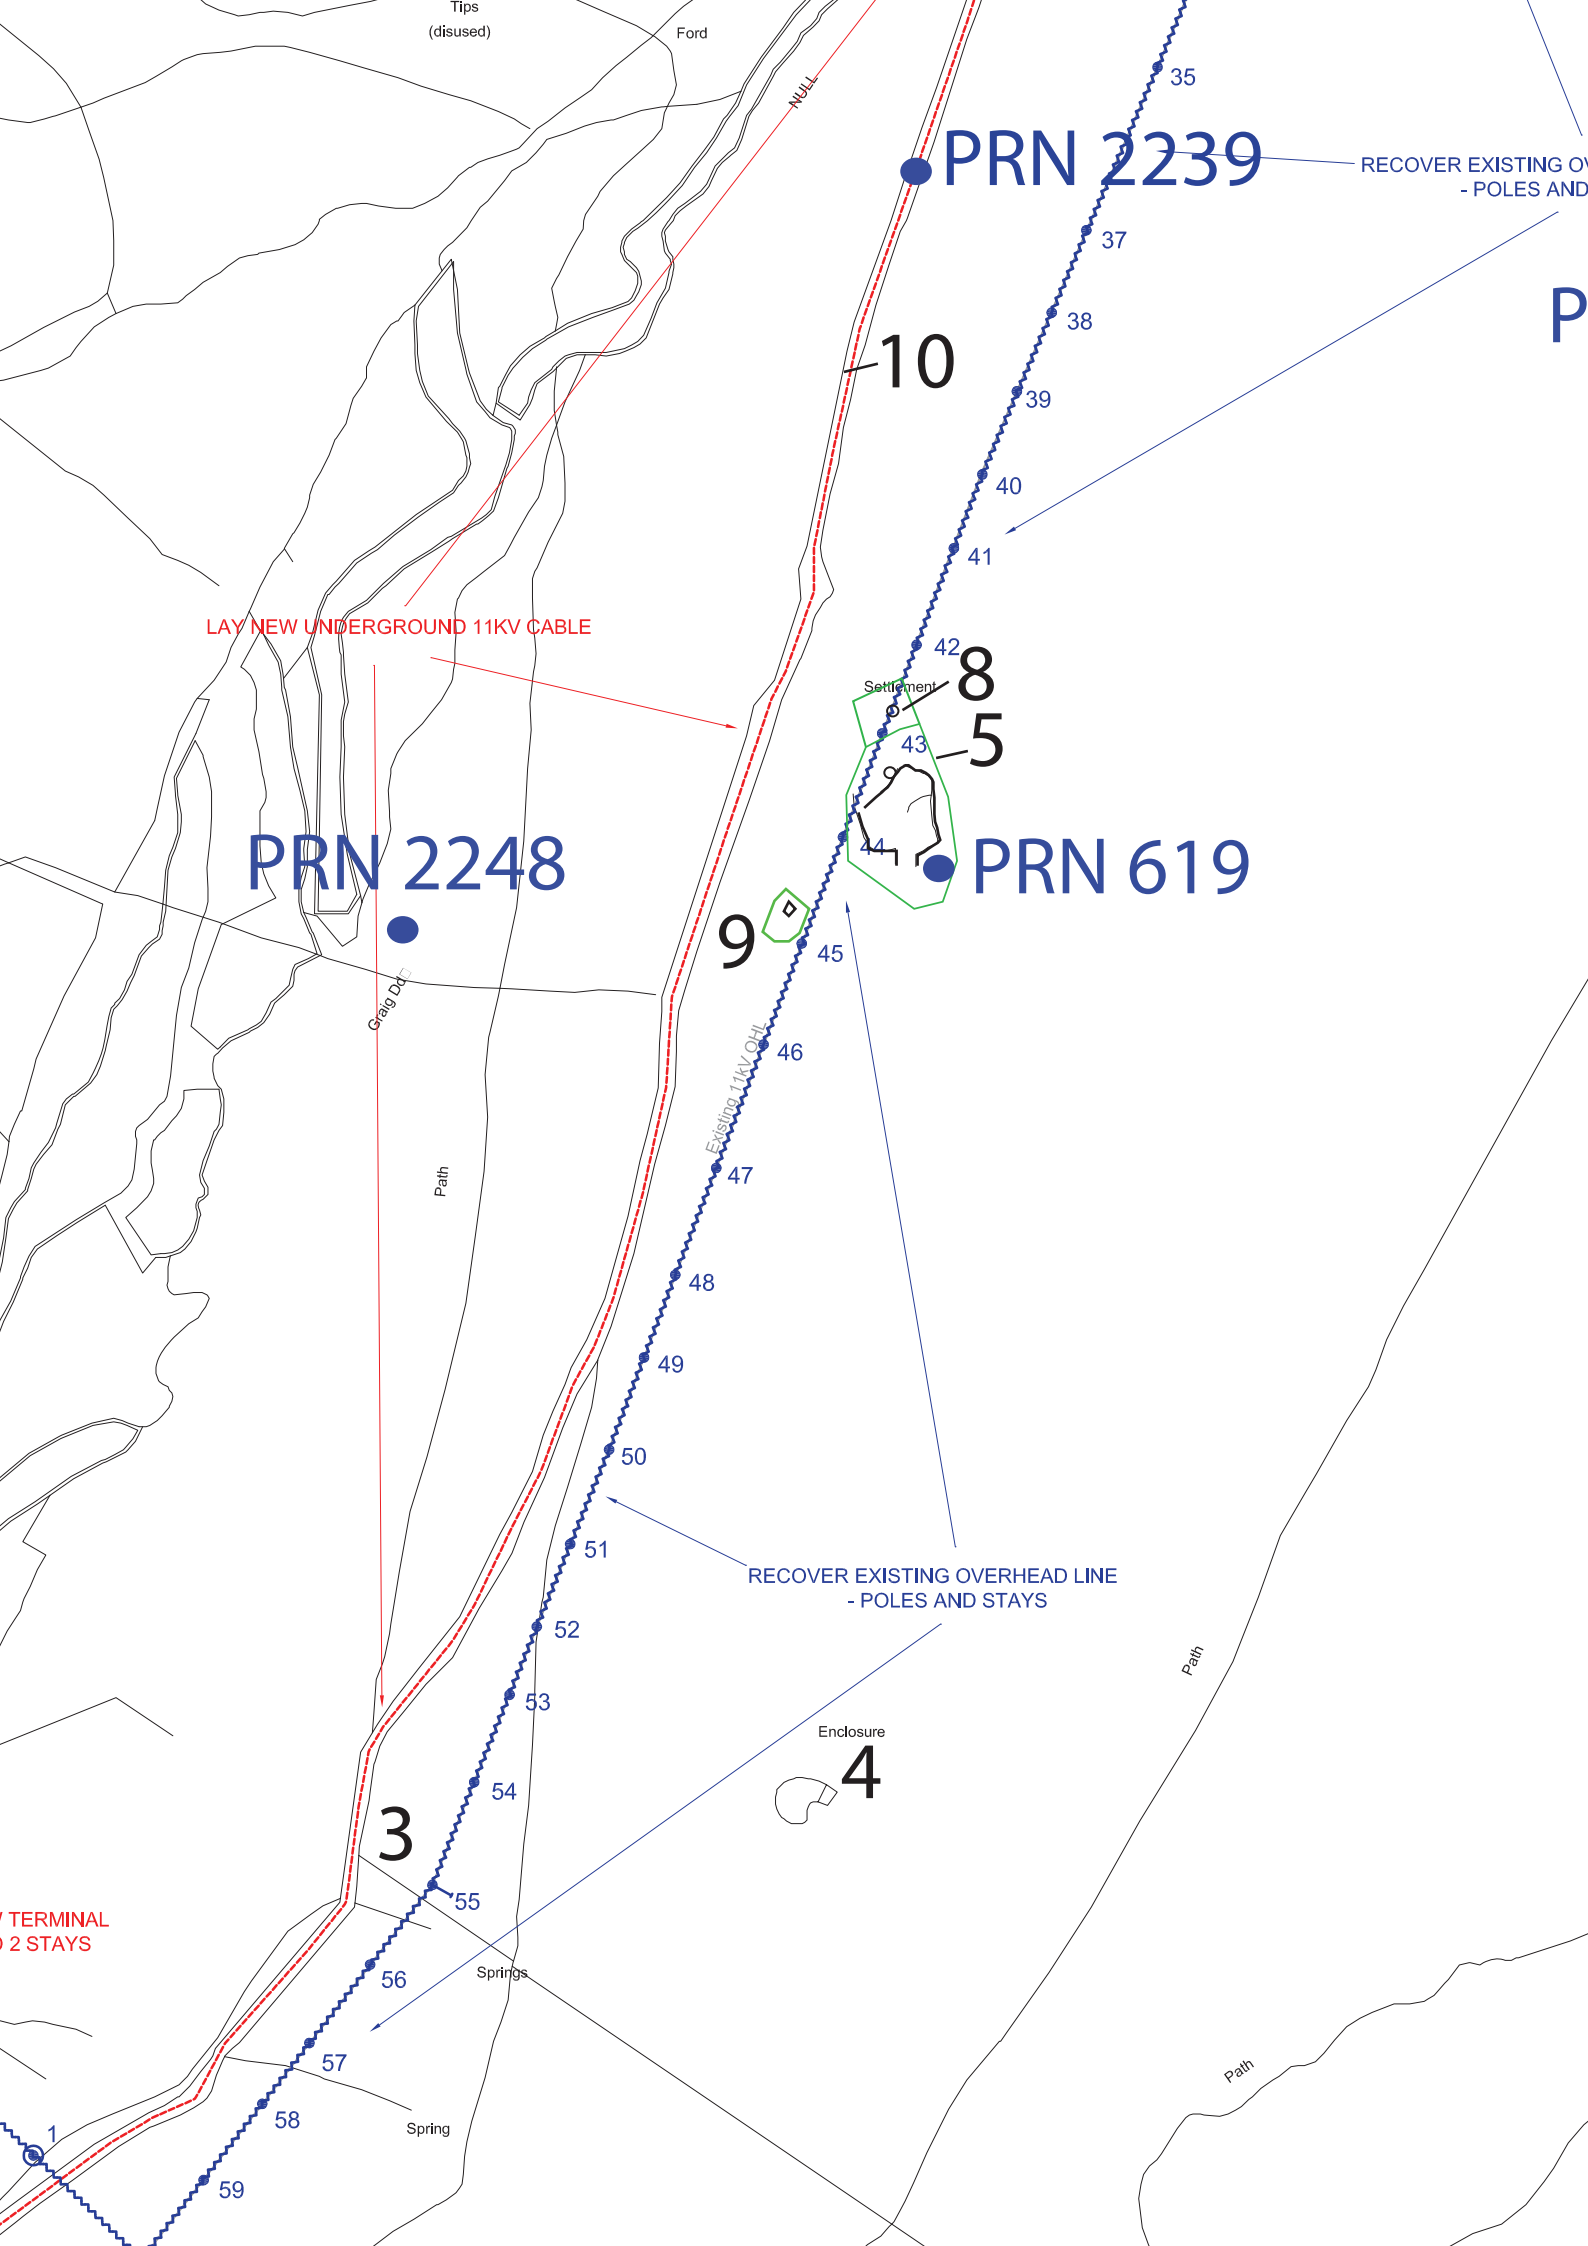 Tips
(disused)
Ford
NULL
35
PRN 2239
RECOVER EXISTING
- POLES AND
37
P
38
10
39
40
41
LAY NEW UNDERGROUND 11KV CABLE
42
8
Settlement
5
43
PRN 2248
44
PRN 619
9
45
Graig
46
Existing 11kV OHL
47
Path
48
49
50
51
RECOVER EXISTING OVERHEAD LINE
- POLES AND STAYS
52
Path
53
Enclosure
4
54
3
55
TERMINAL
2 STAYS
Springs
56
57
Path
58
Spring
1
59